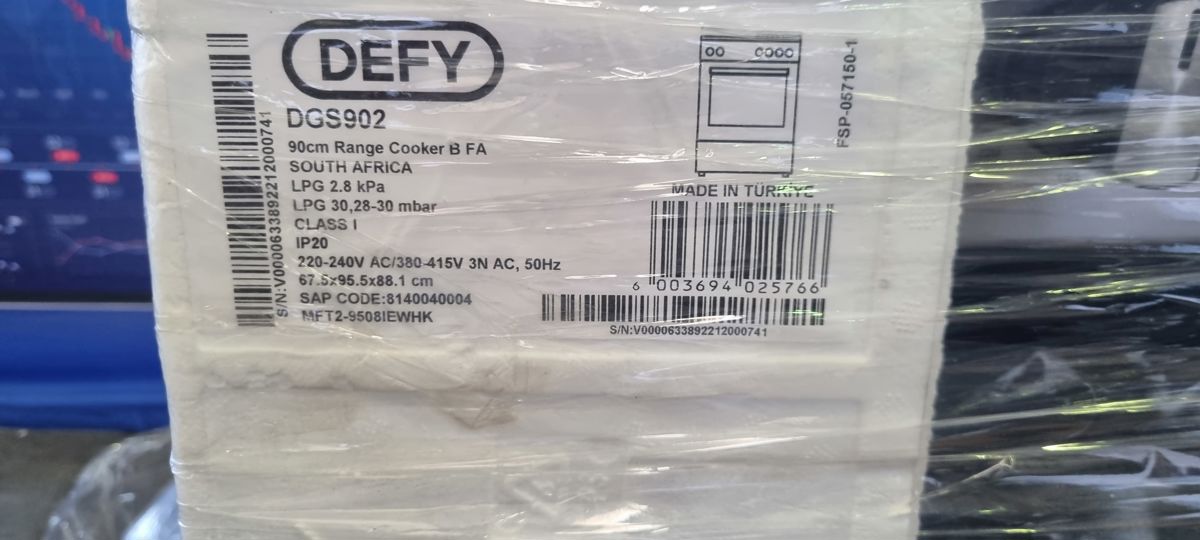 DEFY
DGS902
90cm Range Cooker B FA
SOUTH AFRICA
LPG 2.8 kPa
LPG 30,28-30 mbar
CLASS I
IP20
220-240V AC/380-415V 3N AC, 50Hz
67.5x95.5x88.1 cm
SAP CODE:8140040004
MFT2-9508IEWHK
S/N:V0000633892212000741
FSP-057150-1
MADE IN TÜRKİYE
6 003694 025766
S/N:V0000633892212000741